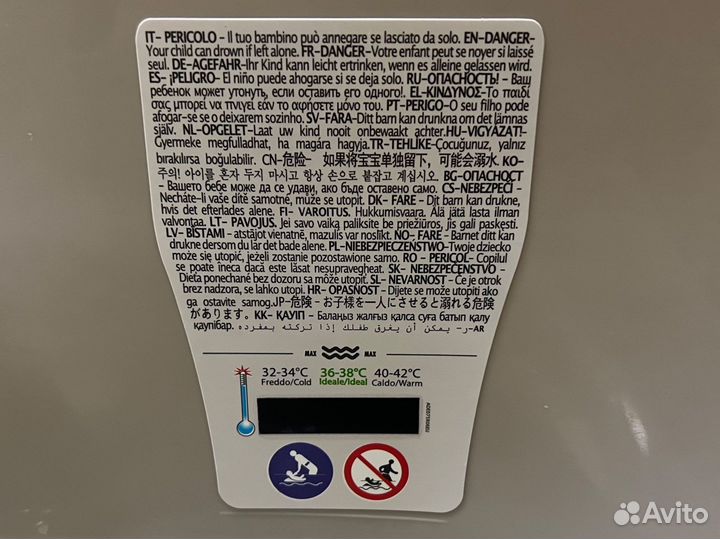 IT- PERICOLO - Il tuo bambino può annegare se lasciato da solo. EN-DANGER-
Your child can drown if left alone. FR-DANGER-Votre enfant peut se noyer si laissé
seul. DE-AGEFAHR-Ihr Kind kann leicht ertrinken, wenn es alleine gelassen wird.
ES- ¡PELIGRO- El niño puede ahogarse si se deja solo. RU-ОПАСНОСТЬ! - Ваш
ребенок может утонуть, если оставить его одного!. EL-ΚΙΝΔΥΝΟΣ-Το παιδί
σας μπορεί να πνιγεί εάν το αφήσετε μόνο του. PT-PERIGO-O seu filho pode
afogar-se se o deixarem sozinho. SV-FARA-Ditt barn kan drunkna om det lämnas
själv. NL-OPGELET-Laat uw kind nooit onbewaakt achter.HU-VIGYÁZAT!-
Gyermeke megfulladhat, ha magára hagyja.TR-TEHLIKE-Çocuğunuz, yalnız
bırakılırsa boğulabilir. CN-危险- 如果将宝宝单独留下，可能会溺水. KO-
주의! 아이를 혼자 두지 마시고 항상 손으로 붙잡고 계십시오. BG-ОПАСНОСТ
- Вашето бебе може да се удави, ако бъде оставено само. CS-NEBEZPEČÍ -
Necháte-li vaše dítě samotné, může se utopit. DK - FARE - Dit barn kan drukne,
hvis det efterlades alene. FI - VAROITUS. Hukkumisvaara. Älä jätä lasta ilman
valvontaa. LT- PAVOJUS. Jei savo vaiką paliksite be priežiūros, jis gali paskęsti.
LV- BĪSTAMI - atstājot vienatnē, mazulis var noslīkt. NO - FARE - Barnet ditt kan
drukne dersom du lar det bade alene. PL-NIEBEZPIECZEŃSTWO-Twoje dziecko
może się utopić, jeżeli zostanie pozostawione samo. RO - PERICOL- Copilul
se poate îneca dacă este lăsat nesupravegheat. SK- NEBEZPEČENSTVO -
Dieťa ponechané bez dozoru sa môže utopiť. SL- NEVARNOST - Če je otrok
brez nadzora, se lahko utopi. HR- OPASNOST - Dijete se može utopiti ako
ga ostavite samog.JP-危険 - お子様を一人にさせると溺れる危険
があります。 KK- ҚАУІП - Балаңыз жалғыз қалса суға батып қалу
қаупібар. ر- يمكن أن يغرق طفلك إذا تركته بمفرده-AR
MAX MAX
32-34°C 36-38°C 40-42°C
Freddo/Cold Ideale/Ideal Caldo/Warm
Avito